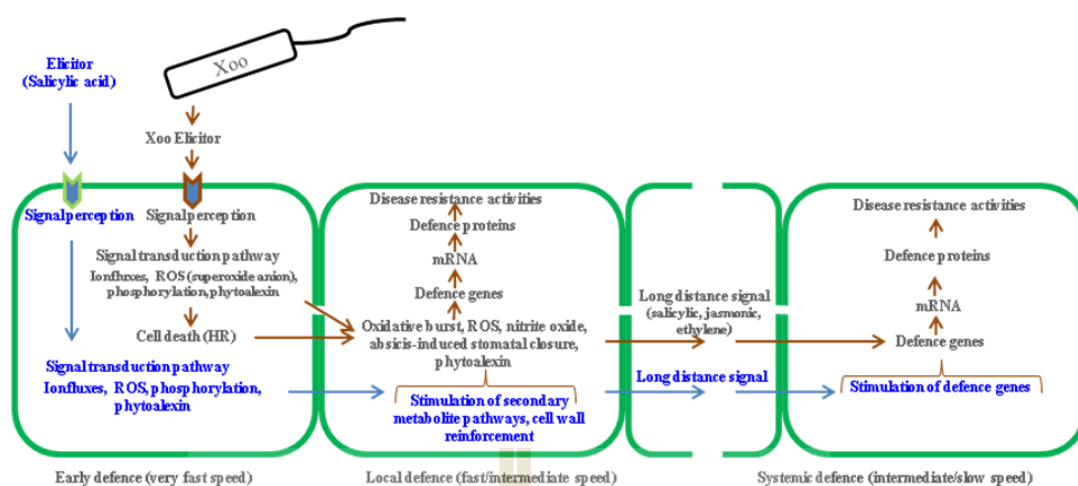 Elicitor
(Salicylic acid)
Xoo
Xoo Elicitor
Signal perception
Signal perception
Signal transduction pathway
Ionfluxes, ROS (superoxide anion),
phosphorylation, phytoalexin
Cell death (HR)
Signal transduction pathway
Ionfluxes, ROS, phosphorylation,
phytoalexin
Early defence (very fast speed)
Disease resistance activities
Defence proteins
mRNA
Defence genes
Oxidative burst, ROS, nitrite oxide,
abscis-induced stomatal closure,
phytoalexin
Stimulation of secondary
metabolite pathways, cell wall
reinforcement
Local defence (fast/intermediate speed)
Long distance signal
(salicylic, jasmonic,
ethylene)
Long distance signal
Disease resistance activities
Defence proteins
mRNA
Defence genes
Stimulation of defence genes
Systemic defence (intermediate/slow speed)